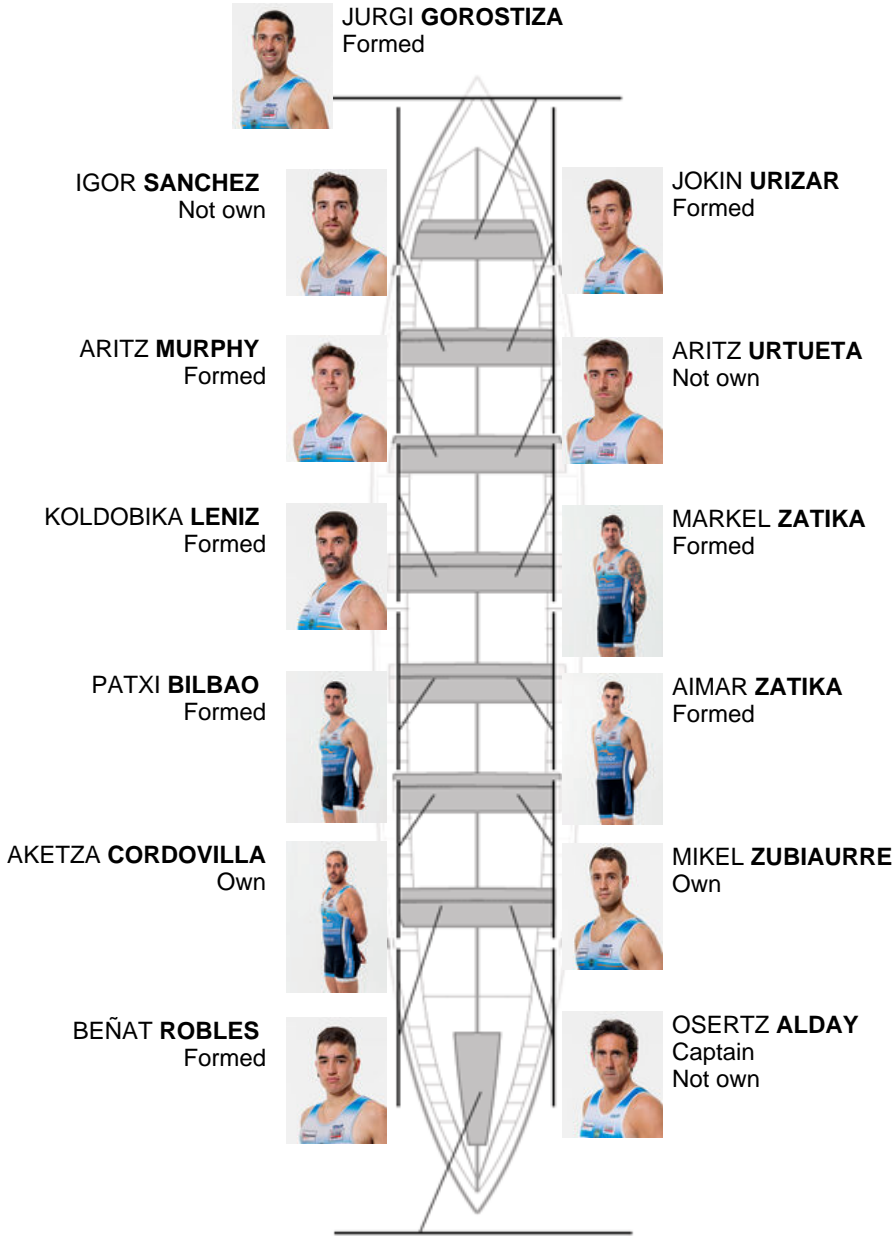 JURGI GOROSTIZA
Formed
IGOR SANCHEZ
Not own
JOKIN URIZAR
Formed
ARITZ MURPHY
Formed
ARITZ URTUETA
Not own
KOLDOBIKA LENIZ
Formed
MARKEL ZATIKA
Formed
PATXI BILBAO
Formed
AIMAR ZATIKA
Formed
AKETZA CORDOVILLA
Own
MIKEL ZUBIAURRE
Own
BEÑAT ROBLES
Formed
OSERTZ ALDAY
Captain
Not own